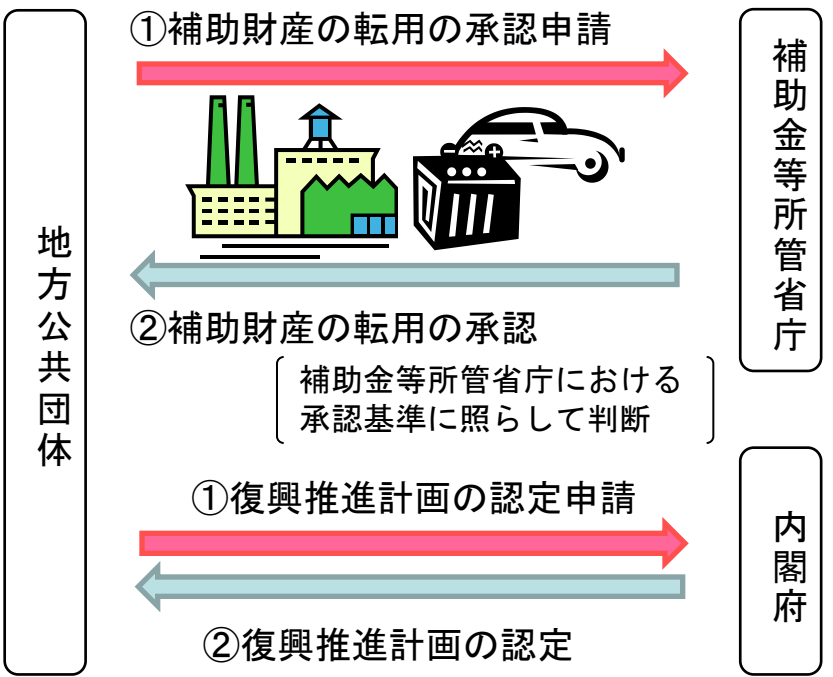 地方公共団体
①補助財産の転用の承認申請
補助金等所管省庁
②補助財産の転用の承認
補助金等所管省庁における
承認基準に照らして判断
①復興推進計画の認定申請
内閣府
②復興推進計画の認定